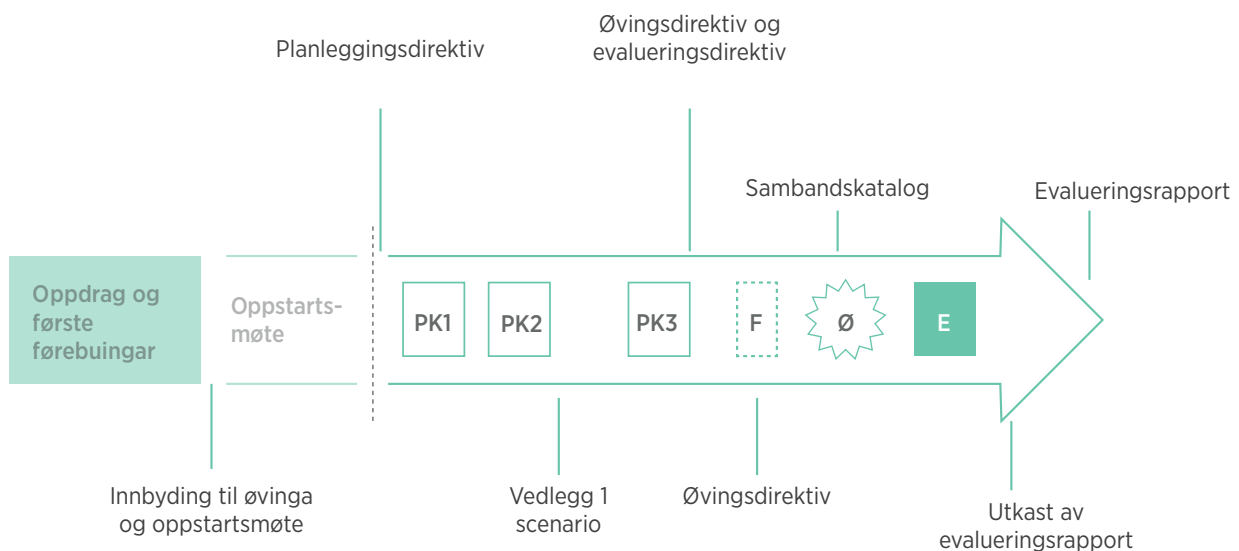 Planleggingsdirektiv
Øvingsdirektiv og
evalueringsdirektiv
Sambandskatalog
Evalueringsrapport
Oppdrag og
første
førebuingar
Oppstarts-
møte
PK1
PK2
PK3
F
Ø
E
Innbyding til øvinga
og oppstartsmøte
Vedlegg 1
scenario
Øvingsdirektiv
Utkast av
evalueringsrapport